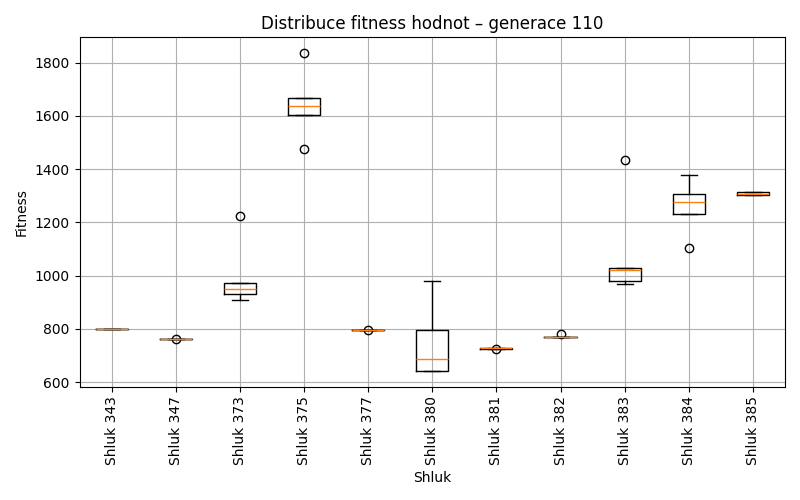 Distribuce fitness hodnot – generace 110
Fitness
1800
1600
1400
1200
1000
800
600
Shluk 343
Shluk 347
Shluk 373
Shluk 375
Shluk 377
Shluk 380
Shluk 381
Shluk 382
Shluk 383
Shluk 384
Shluk 385
Shluk